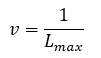 v = 1 / L_max